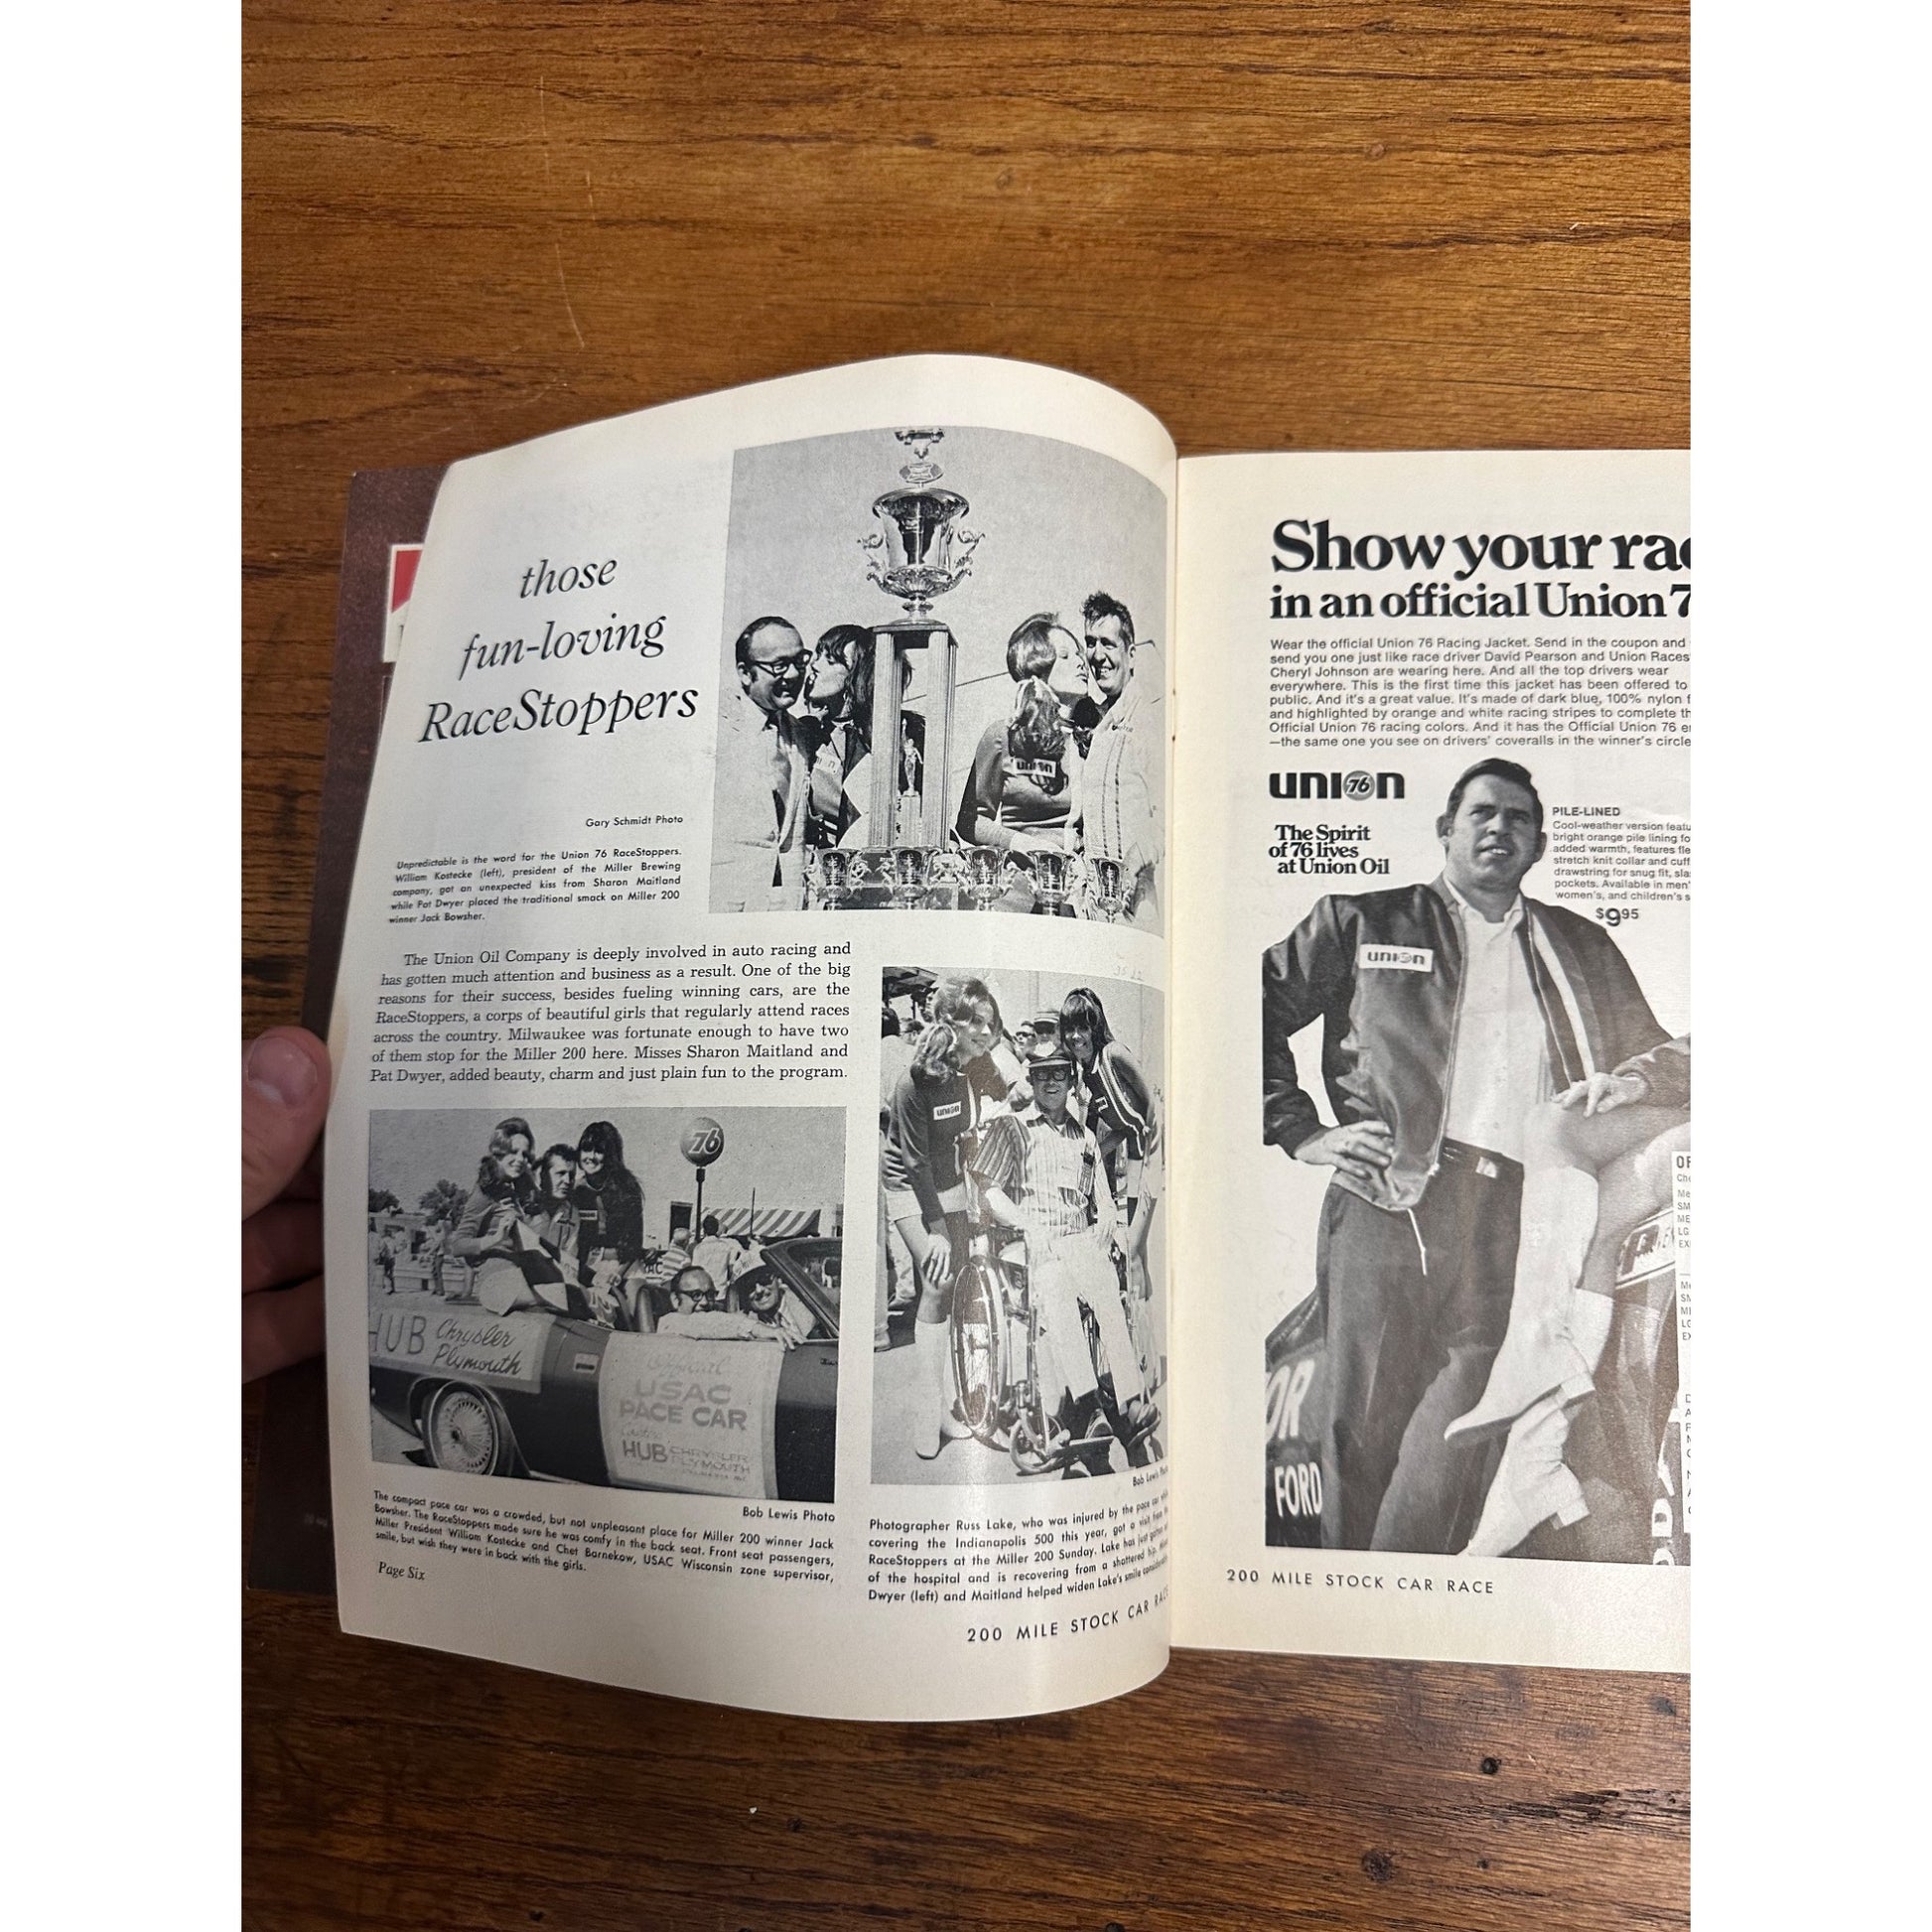 those
fun-loving
RaceStoppers
Gary Schmidt Photo
Unpredictable is the word for the Union 76 RaceStoppers.
William Kostecke (left), president of the Miller Brewing
company, got an unexpected kiss from Sharon Maitland
while Pat Dwyer placed the traditional smack on Miller 200
winner Jack Bowsher.
union
The Union Oil Company is deeply involved in auto racing and
has gotten much attention and business as a result. One of the big
reasons for their success, besides fueling winning cars, are the
RaceStoppers, a corps of beautiful girls that regularly attend races
across the country. Milwaukee was fortunate enough to have two
of them stop for the Miller 200 here. Misses Sharon Maitland and
Pat Dwyer, added beauty, charm and just plain fun to the program.
76
HUB Chrysler
Plymouth
Official
USAC
PACE CAR
HUB CHRYSLER
PLYMOUTH
Bob Lewis Photo
The compact pace car was a crowded, but not unpleasant place for Miller 200 winner Jack
Bowsher. The RaceStoppers made sure he was comfy in the back seat. Front seat passengers,
Miller President William Kostecke and Chet Barnekow, USAC Wisconsin zone supervisor,
smile, but wish they were in back with the girls.
Page Six
union
Bob Lewis
Photographer Russ Lake, who was injured by the pace car
covering the Indianapolis 500 this year, got a visit
RaceStoppers at the Miller 200 Sunday. Lake has just gotten
of the hospital and is recovering from a shattered hip.
Dwyer (left) and Maitland helped widen Lake's smile
200 MILE STOCK CAR
Show your
in an official Union
Wear the official Union 76 Racing Jacket. Send in the coupon and
send you one just like race driver David Pearson and Union
Cheryl Johnson are wearing here. And all the top drivers wear
everywhere. This is the first time this jacket has been offered to
public. And it's a great value. It's made of dark blue, 100% nylon
and highlighted by orange and white racing stripes to complete
Official Union 76 racing colors. And it has the Official Union 76
—the same one you see on drivers' coveralls in the winner's circle
union 76
The Spirit
of 76 lives
at Union Oil
PILE-LINED
Cool-weather version
bright orange pile lining
added warmth, features
stretch knit collar and
drawstring for snug fit,
pockets. Available in
women's, and children's
$9.95
union
FORD
200 MILE STOCK CAR RACE